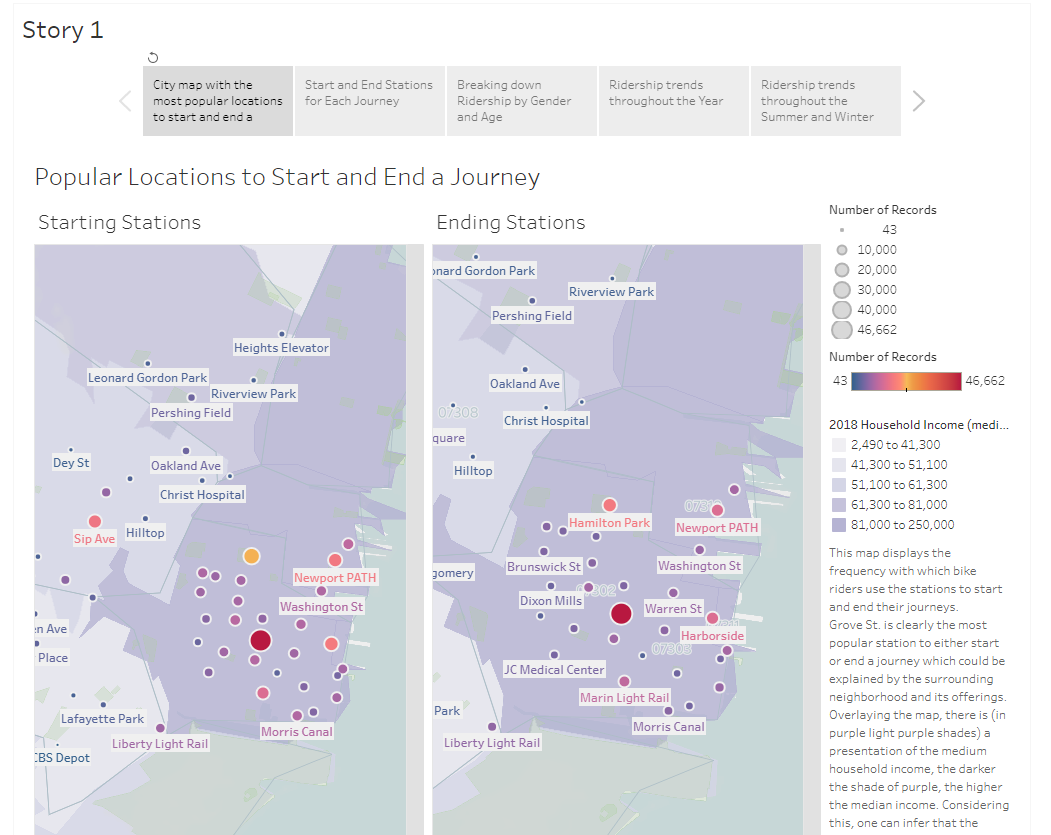 Story 1
City map with the
most popular locations
to start and end a
Start and End Stations
for Each Journey
Breaking down
Ridership by Gender
and Age
Ridership trends
throughout the Year
Ridership trends
throughout the
Summer and Winter
Popular Locations to Start and End a Journey
Starting Stations
Heights Elevator
Leonard Gordon Park
Riverview Park
Pershing Field
Dey St
Oakland Ave
Christ Hospital
Sip Ave
Hilltop
Newport PATH
Washington St
en Ave
Place
Lafayette Park
Morris Canal
Liberty Light Rail
CBS Depot
Ending Stations
onard Gordon Park
Riverview Park
Pershing Field
Oakland Ave
07308
Christ Hospital
quare
Hilltop
Hamilton Park
Newport PATH
Brunswick St
Washington St
gomery
Dixon Mills
Warren St
Harborside
JC Medical Center
Marin Light Rail
Park
Morris Canal
Liberty Light Rail
Number of Records
43
10,000
20,000
30,000
40,000
46,662
Number of Records
43
46,662
2018 Household Income (medi...
2,490 to 41,300
41,300 to 51,100
51,100 to 61,300
61,300 to 81,000
81,000 to 250,000
This map displays the
frequency with which bike
riders use the stations to start
and end their journeys.
Grove St. is clearly the most
popular station to either start
or end a journey which could be
explained by the surrounding
neighborhood and its offerings.
Overlaying the map, there is (in
purple light purple shades) a
presentation of the medium
household income, the darker
the shade of purple, the higher
the median income. Considering
this, one can infer that the